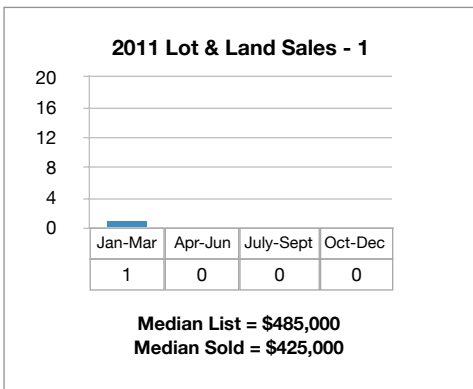 2011 Lot & Land Sales - 1
20
16
12
8
4
0
Jan-Mar Apr-Jun July-Sept Oct-Dec
1 0 0 0
Median List = $485,000
Median Sold = $425,000